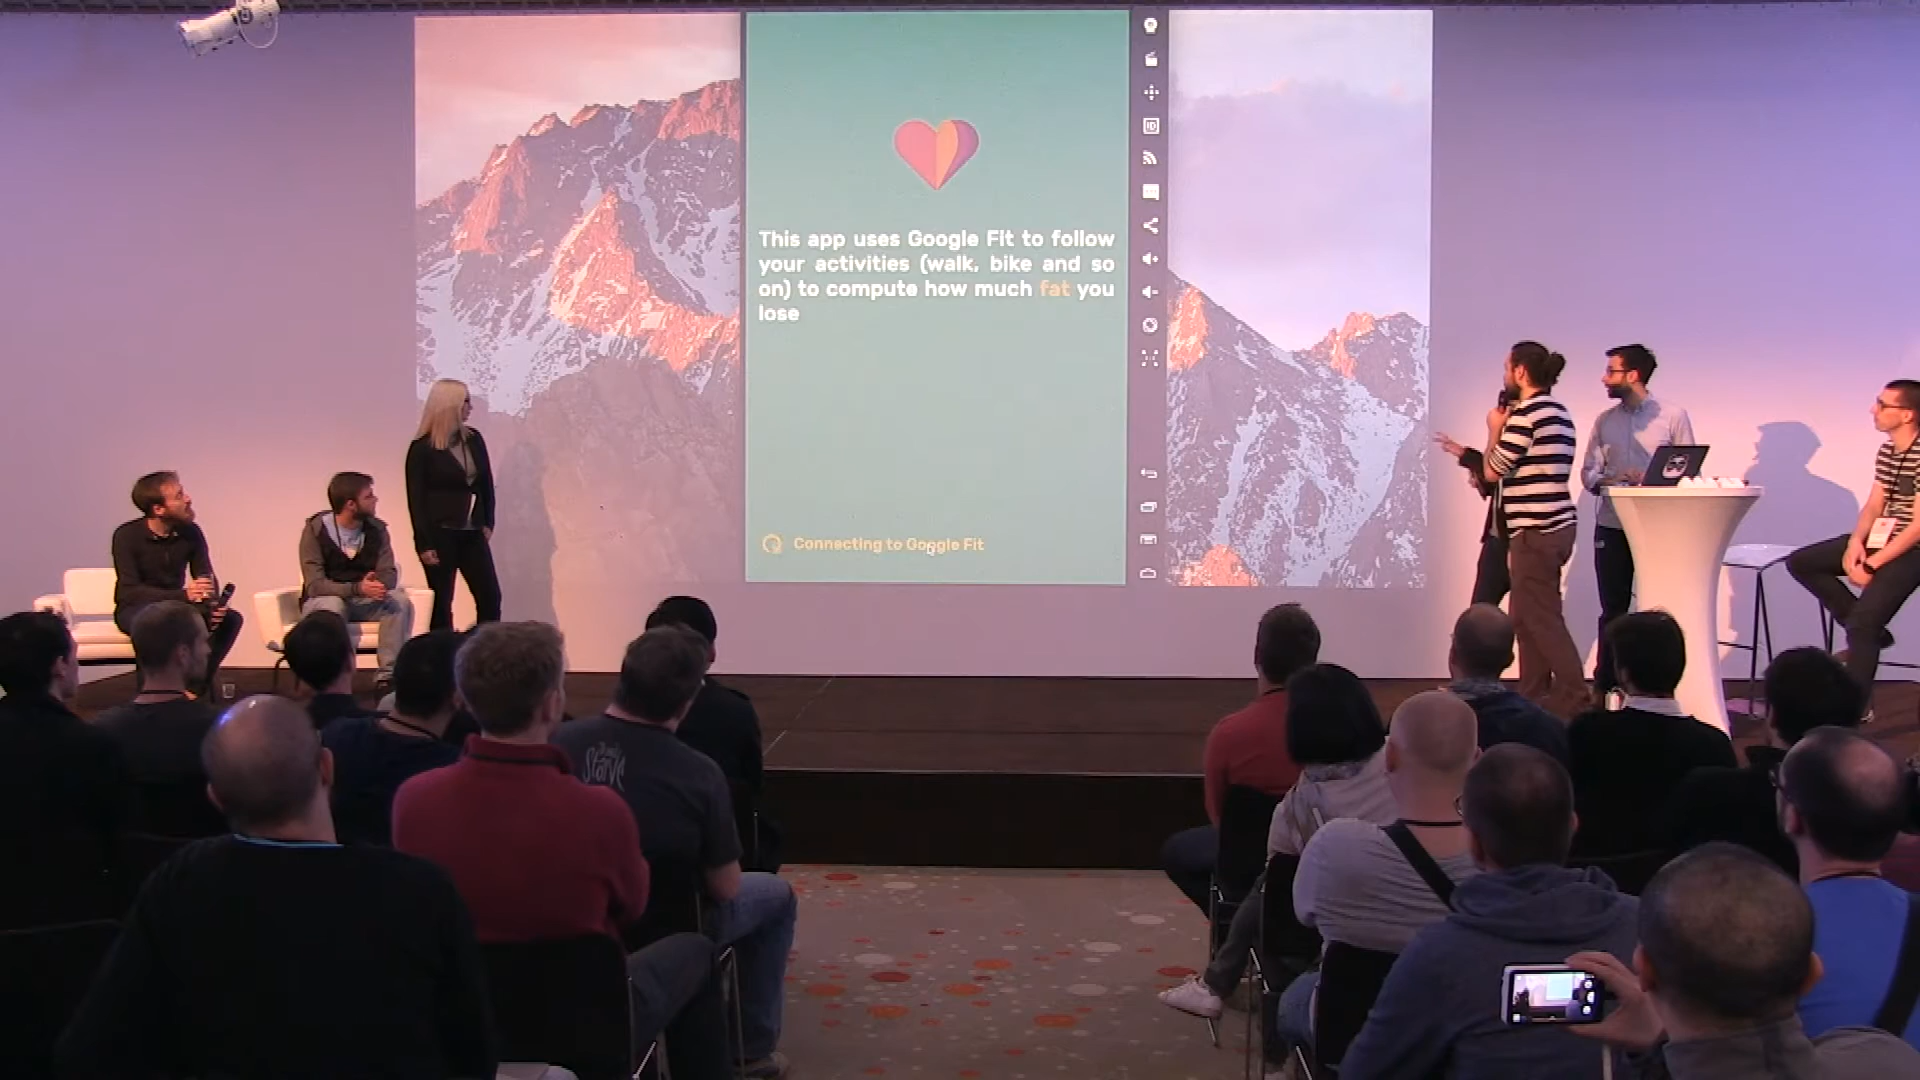 This app uses Google Fit to follow
your activities (walk, bike and so
on) to compute how much fat you
lose
Connecting to Google Fit